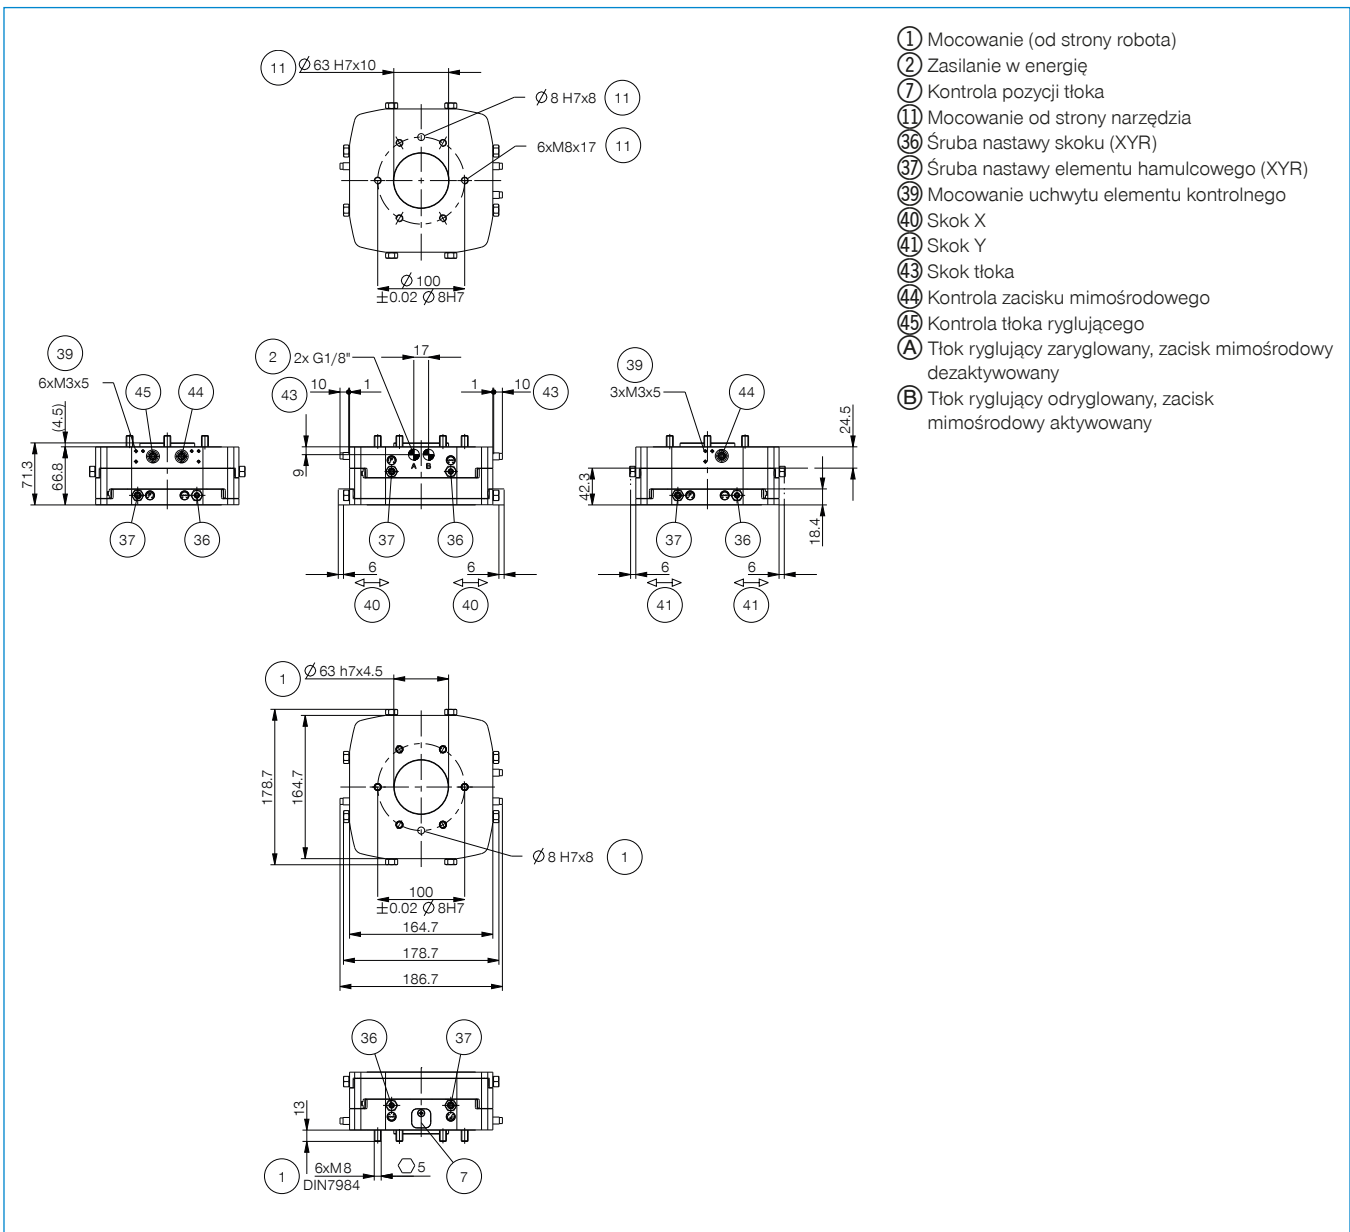 11 ∅ 63 H7x10
∅ 8 H7x8 11
6xM8x17 11
∅ 100
±0.02 ∅ 8H7
1 Mocowanie (od strony robota)
2 Zasilanie w energię
7 Kontrola pozycji tłoka
11 Mocowanie od strony narzędzia
36 Śruba nastawy skoku (XYR)
37 Śruba nastawy elementu hamulcowego (XYR)
39 Mocowanie uchwytu elementu kontrolnego
40 Skok X
41 Skok Y
43 Skok tłoka
44 Kontrola zacisku mimośrodowego
45 Kontrola tłoka ryglującego
A Tłok ryglujący zaryglowany, zacisk mimośrodowy
dezaktywowany
B Tłok ryglujący odryglowany, zacisk
mimośrodowy aktywowany
39
6xM3x5
45
44
(4.5)
71.3
66.8
37
36
2 2x G1/8"
17
43
10
1
1
10
43
9
A
B
37
36
6
6
40
40
39
3xM3x5
44
24.5
42.3
18.4
37
36
6
6
41
41
1 ∅ 63 h7x4.5
178.7
164.7
∅ 8 H7x8 1
100
±0.02 ∅ 8H7
164.7
178.7
186.7
36
37
13
1
6xM8
DIN7984
5
7